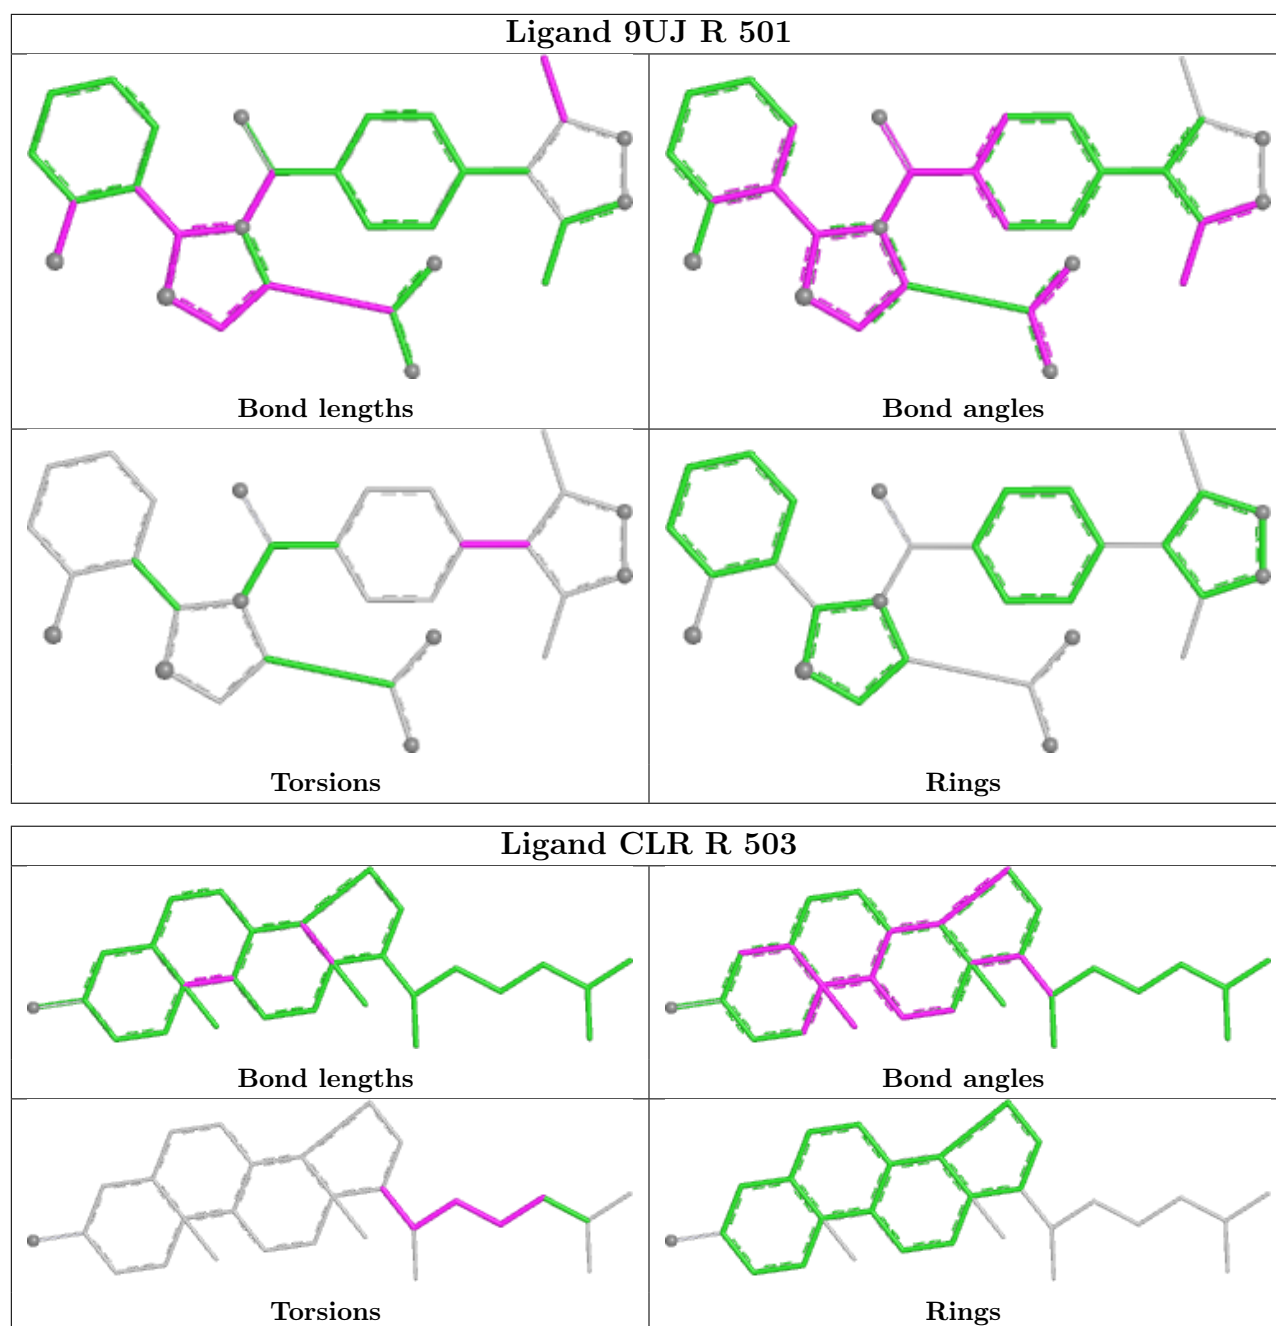 Ligand 9UJ R 501
Bond lengths
Bond angles
Torsions
Rings
Ligand CLR R 503
Bond lengths
Bond angles
Torsions
Rings